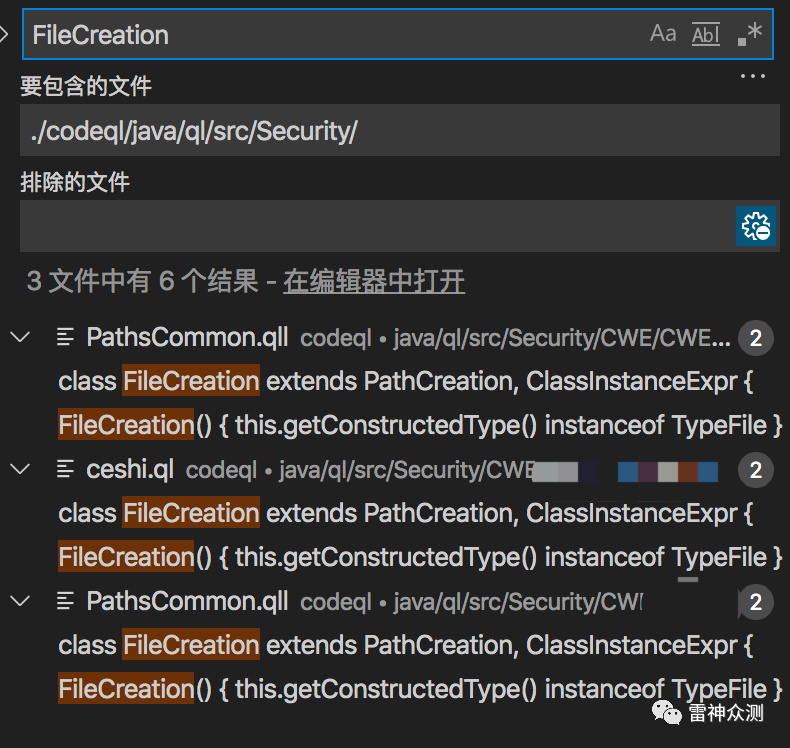 FileCreation Aa Abl .*
要包含的文件
./codeql/java/ql/src/Security/
排除的文件
3 文件中有 6 个结果 - 在编辑器中打开
PathsCommon.qll codeql • java/ql/src/Security/CWE/CWE... 2
class FileCreation extends PathCreation, ClassInstanceExpr {
FileCreation() { this.getConstructedType() instanceof TypeFile }
ceshi.ql codeql • java/ql/src/Security/CWE 2
class FileCreation extends PathCreation, ClassInstanceExpr {
FileCreation() { this.getConstructedType() instanceof TypeFile }
PathsCommon.qll codeql • java/ql/src/Security/CW 2
class FileCreation extends PathCreation, ClassInstanceExpr {
FileCreation() { this.getConstructedType() instanceof TypeFile }
雷神众测